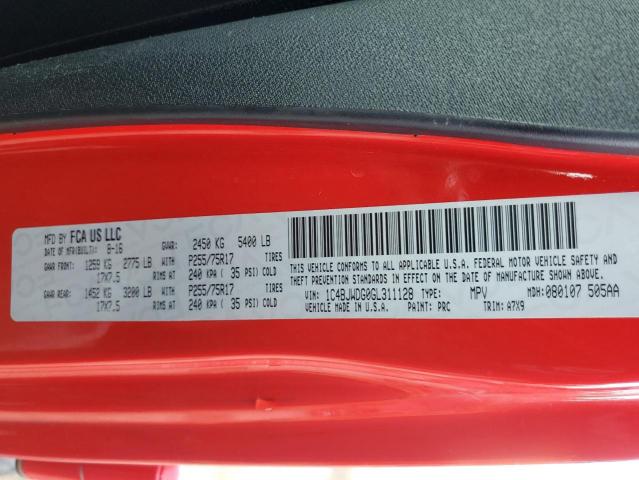 MFD BY FCA US LLC
DATE OF MFR(BUILT): 8-16 GVWR: 2450 KG 5400 LB
GAWR FRONT: 1259 KG 2775 LB WITH P255/75R17 TIRES
17X7.5 RIMS AT 240 KPA ( 35 PSI) COLD
GAWR REAR: 1452 KG 3200 LB WITH P255/75R17 TIRES
17X7.5 RIMS AT 240 KPA ( 35 PSI) COLD
THIS VEHICLE CONFORMS TO ALL APPLICABLE U.S.A. FEDERAL MOTOR VEHICLE SAFETY AND
THEFT PREVENTION STANDARDS IN EFFECT ON THE DATE OF MANUFACTURE SHOWN ABOVE.
VIN: 1C4BJWDG0GL311128 TYPE: MPV MDH: 080107 505AA
VEHICLE MADE IN U.S.A. PAINT: PRC TRIM: A7X9